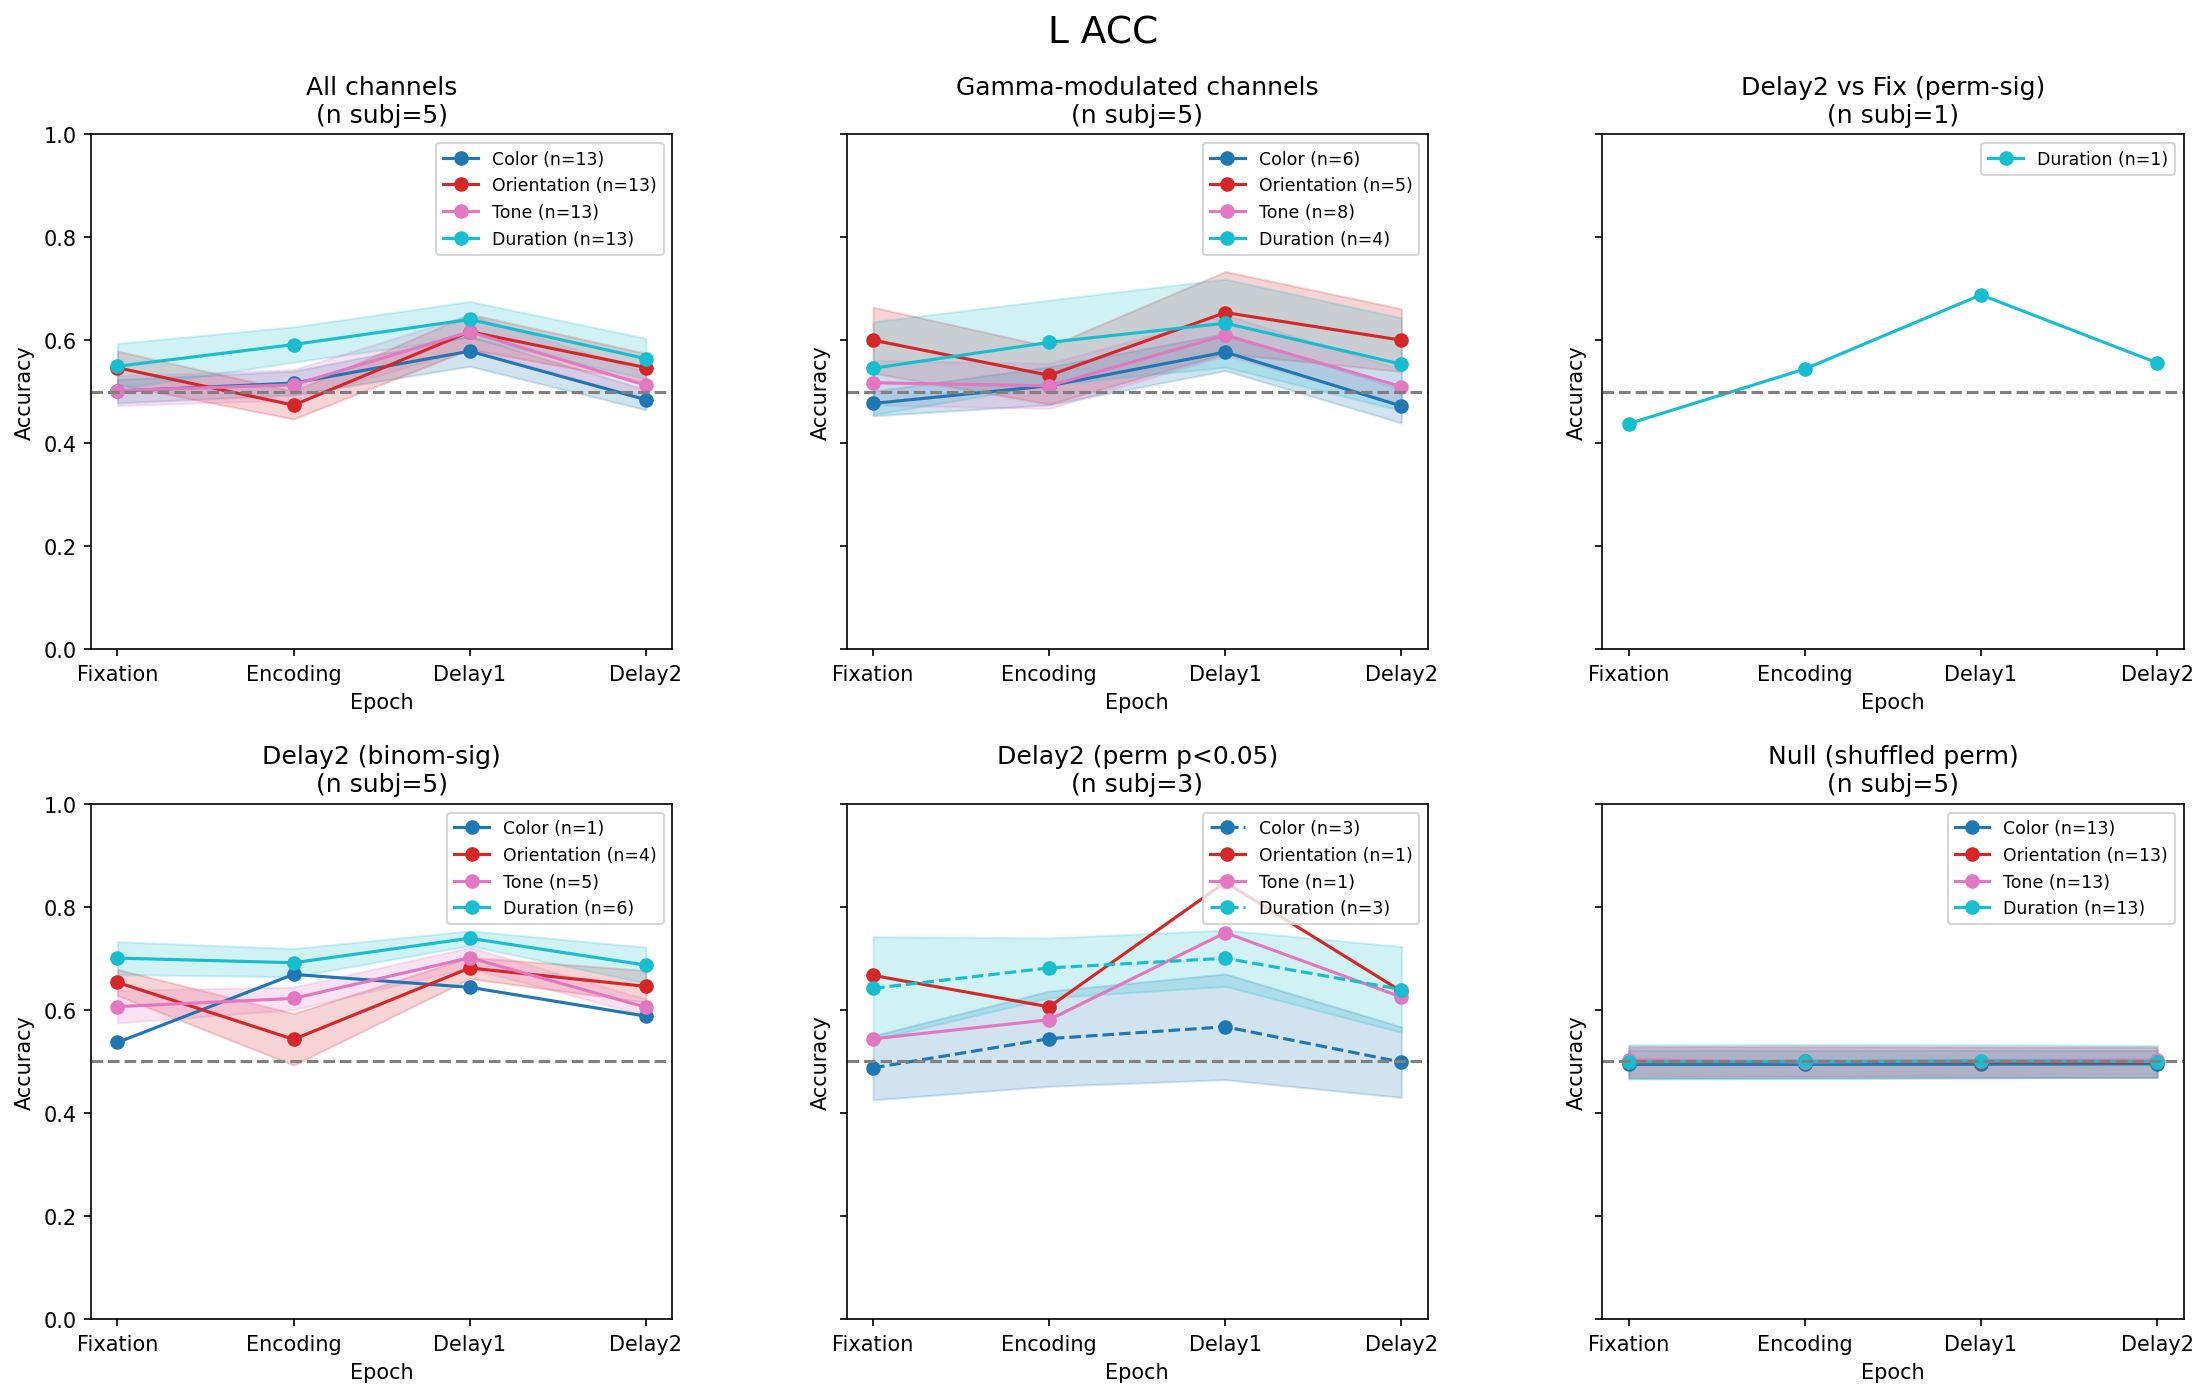 L ACC
All channels
(n subj=5)
Accuracy
1.0
0.8
0.6
0.4
0.2
0.0
Color (n=13)
Orientation (n=13)
Tone (n=13)
Duration (n=13)
Fixation
Encoding
Delay1
Delay2
Epoch
Gamma-modulated channels
(n subj=5)
Accuracy
Color (n=6)
Orientation (n=5)
Tone (n=8)
Duration (n=4)
Fixation
Encoding
Delay1
Delay2
Epoch
Delay2 vs Fix (perm-sig)
(n subj=1)
Accuracy
Duration (n=1)
Fixation
Encoding
Delay1
Delay2
Epoch
Delay2 (binom-sig)
(n subj=5)
Accuracy
1.0
0.8
0.6
0.4
0.2
0.0
Color (n=1)
Orientation (n=4)
Tone (n=5)
Duration (n=6)
Fixation
Encoding
Delay1
Delay2
Epoch
Delay2 (perm p<0.05)
(n subj=3)
Accuracy
Color (n=3)
Orientation (n=1)
Tone (n=1)
Duration (n=3)
Fixation
Encoding
Delay1
Delay2
Epoch
Null (shuffled perm)
(n subj=5)
Accuracy
Color (n=13)
Orientation (n=13)
Tone (n=13)
Duration (n=13)
Fixation
Encoding
Delay1
Delay2
Epoch